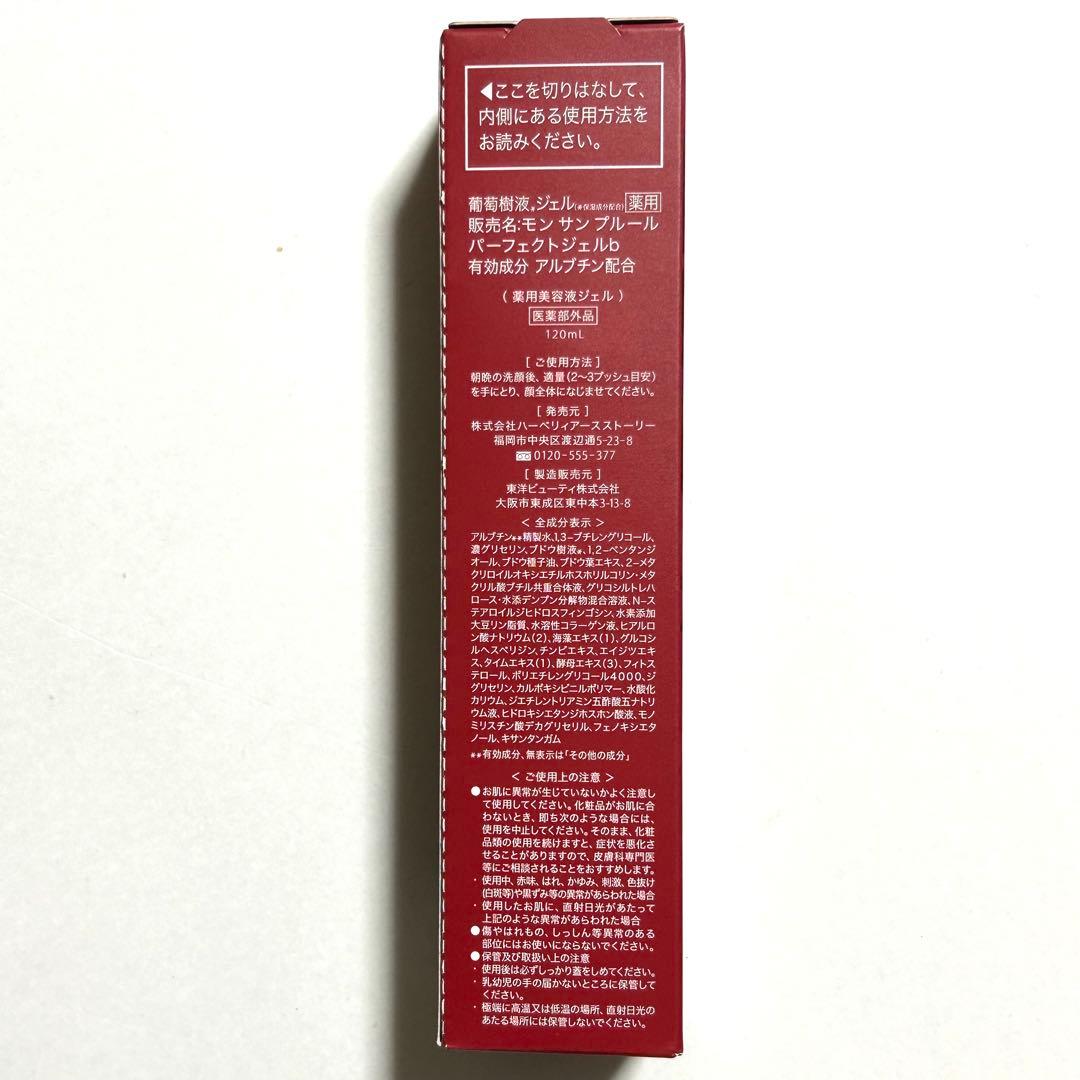 ◀ここを切りはなして、
内側にある使用方法を
お読みください。
葡萄樹液*ジェル(*保湿成分配合) 薬用
販売名:モン サン プルール
パーフェクトジェルb
有効成分 アルブチン配合
( 薬用美容液ジェル )
医薬部外品
120mL
[ ご使用方法 ]
朝晩の洗顔後、適量(2〜3プッシュ目安)
を手にとり、顔全体になじませてください。
[ 発売元 ]
株式会社ハーベリィアースストーリー
福岡市中央区渡辺通5-23-8
0120-555-377
[ 製造販売元 ]
東洋ビューティ株式会社
大阪市東成区東中本3-13-8
< 全成分表示 >
アルブチン**精製水、1,3-ブチレングリコール、
濃グリセリン、ブドウ樹液*、1,2-ペンタンジ
オール、ブドウ種子油、ブドウ葉エキス、2-メタ
クリロイルオキシエチルホスホリルコリン・メタ
クリル酸ブチル共重合体液、グリコシルトレハ
ロース・水添デンプン分解物混合溶液、N-ス
テアロイルジヒドロスフィンゴシン、水素添加
大豆リン脂質、水溶性コラーゲン液、ヒアルロ
ン酸ナトリウム(2)、海藻エキス(1)、グルコシ
ルヘスペリジン、チンピエキス、エイジツエキ
ス、タイムエキス(1)、酵母エキス(3)、フィトス
テロール、ポリエチレングリコール4000、ジ
グリセリン、カルボキシビニルポリマー、水酸化
カリウム、ジエチレントリアミン五酢酸五ナトリ
ウム液、ヒドロキシエタンジホスホン酸液、モノ
ミリスチン酸デカグリセリル、フェノキシエタ
ノール、キサンタンガム
**有効成分、無表示は「その他の成分」
< ご使用上の注意 >
●お肌に異常が生じていないかよく注意し
て使用してください。化粧品がお肌に合
わないとき、即ち次のような場合には、
使用を中止してください。そのまま、化粧
品類の使用を続けますと、症状を悪化さ
せることがありますので、皮膚科専門医
等にご相談されることをおすすめします。
・使用中、赤味、はれ、かゆみ、刺激、色抜け
(白斑等)や黒ずみ等の異常があらわれた場合
・使用したお肌に、直射日光があたって
上記のような異常があらわれた場合
●傷やはれもの、しっしん等異常のある
部位にはお使いにならないでください。
●保管及び取扱い上の注意
・使用後は必ずしっかり蓋をしめてください。
・乳幼児の手の届かないところに保管して
ください。
・極端に高温又は低温の場所、直射日光の
あたる場所には保管しないでください。